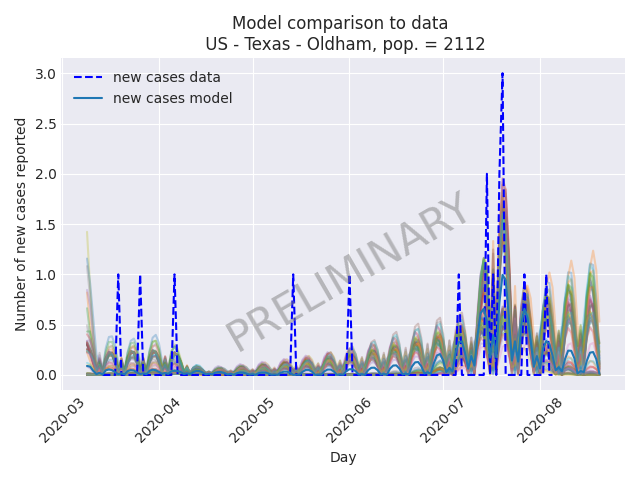 Model comparison to data
US - Texas - Oldham, pop. = 2112
new cases data
new cases model
Number of new cases reported
3.0
2.5
2.0
1.5
1.0
0.5
0.0
PRELIMINARY
2020-03
2020-04
2020-05
2020-06
2020-07
2020-08
Day